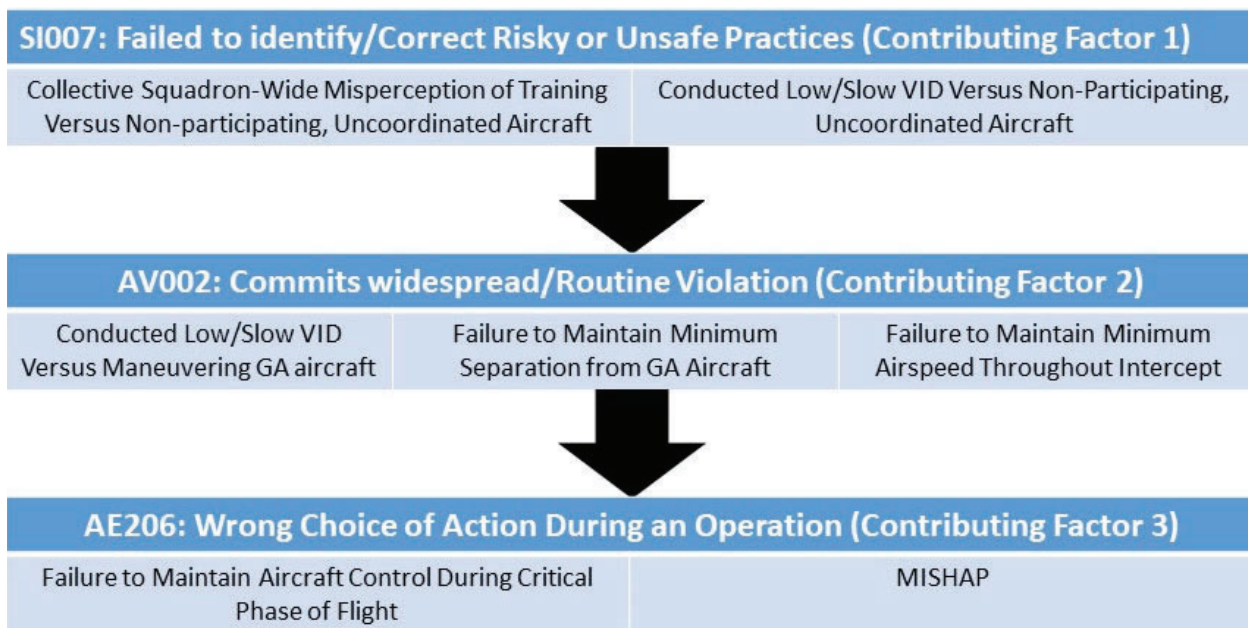 SI007: Failed to identify/Correct Risky or Unsafe Practices (Contributing Factor 1)
Collective Squadron-Wide Misperception of Training
Versus Non-participating, Uncoordinated Aircraft
Conducted Low/Slow VID Versus Non-Participating,
Uncoordinated Aircraft
AV002: Commits widespread/Routine Violation (Contributing Factor 2)
Conducted Low/Slow VID
Versus Maneuvering GA aircraft
Failure to Maintain Minimum
Separation from GA Aircraft
Failure to Maintain Minimum
Airspeed Throughout Intercept
AE206: Wrong Choice of Action During an Operation (Contributing Factor 3)
Failure to Maintain Aircraft Control During Critical
Phase of Flight
MISHAP